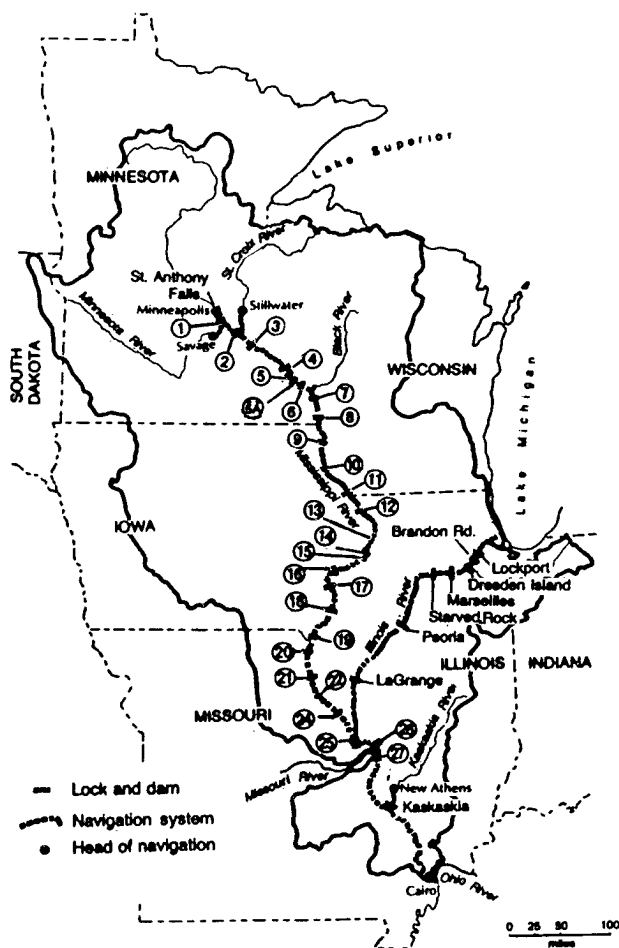 Lake Superior
MINNESOTA
St. Croix River
St. Anthony
Falls
Minneapolis
Stillwater
Minnesota River
1
Savage
2
3
Black River
4
5
5A
6
7
8
WISCONSIN
SOUTH
DAKOTA
Lake Michigan
9
10
11
Mississippi River
12
IOWA
13
14
15
16
17
18
Brandon Rd.
Lockport
Dresden Island
Marseilles
Starved Rock
Illinois River
Peoria
19
20
21
22
LaGrange
ILLINOIS
INDIANA
MISSOURI
24
25
26
27
Kaskaskia River
Missouri River
New Athens
Kaskaskia
Lock and dam
Navigation system
Head of navigation
Cairo
Ohio River
0 25 50 100
miles